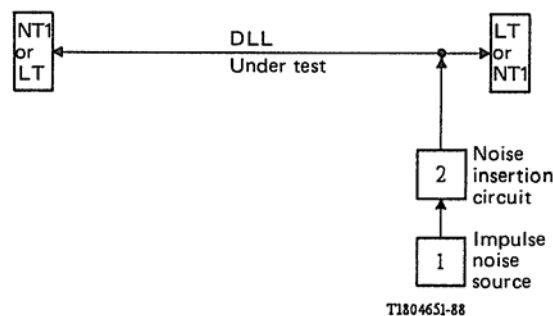 NT1
or
LT
DLL
Under test
LT
or
NT1
2
Noise
insertion
circuit
1
Impulse
noise
source
T1804651-88